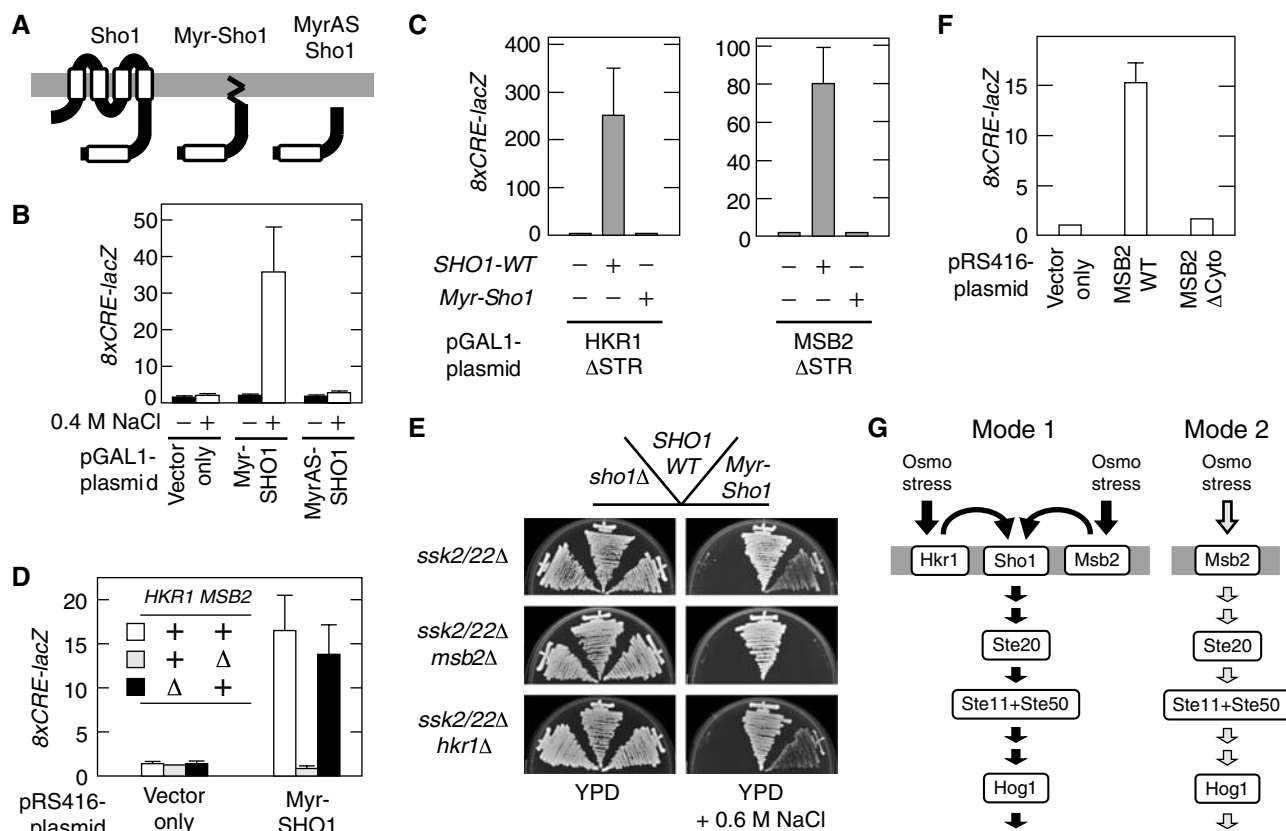 A
Sho1
Myr-Sho1
MyrAS
Sho1
B
8xCRE-lacZ
50
40
30
20
10
0
0.4 M NaCl
− + − + − +
pGAL1-
plasmid
Vector
only
Myr-
SHO1
MyrAS-
SHO1
C
8xCRE-lacZ
400
300
200
100
0
8xCRE-lacZ
100
80
60
40
20
0
SHO1-WT − + − − + −
Myr-Sho1 − − + − − +
pGAL1-
plasmid
HKR1
ΔSTR
MSB2
ΔSTR
D
8xCRE-lacZ
20
15
10
5
0
HKR1 MSB2
+ +
+ Δ
Δ +
pRS416-
plasmid
Vector
only
Myr-
SHO1
E
sho1Δ
SHO1
WT
Myr-
Sho1
ssk2/22Δ
ssk2/22Δ
msb2Δ
ssk2/22Δ
hkr1Δ
YPD
YPD
+ 0.6 M NaCl
F
8xCRE-lacZ
15
10
5
0
pRS416-
plasmid
Vector
only
MSB2
WT
MSB2
ΔCyto
G
Mode 1
Osmo
stress
Osmo
stress
Hkr1
Sho1
Msb2
Ste20
Ste11+Ste50
Hog1
Mode 2
Osmo
stress
Msb2
Ste20
Ste11+Ste50
Hog1